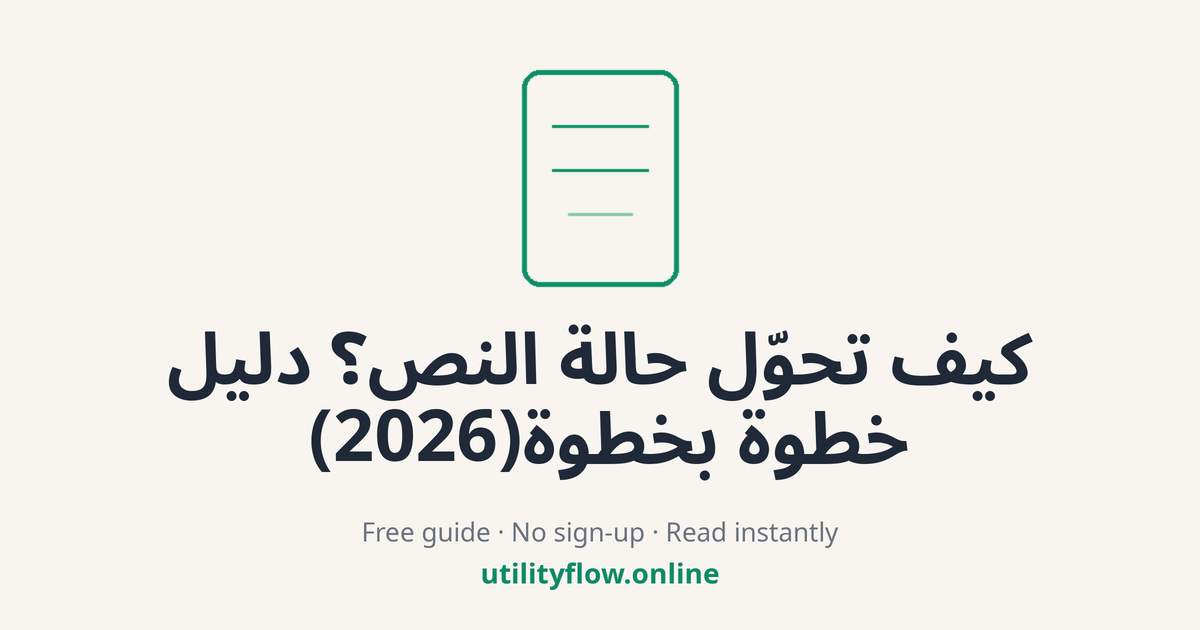 كيف تحوّل حالة النص؟ دليل
خطوة بخطوة(2026)
Free guide · No sign-up · Read instantly
utilityflow.online